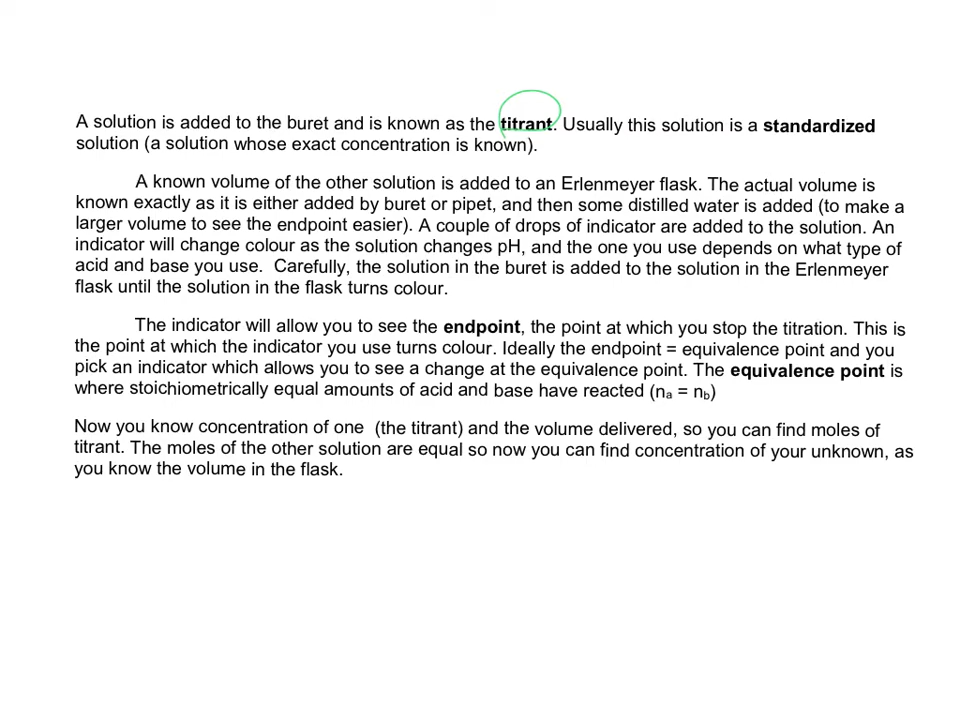 A solution is added to the buret and is known as the titrant. Usually this solution is a standardized
solution (a solution whose exact concentration is known).
A known volume of the other solution is added to an Erlenmeyer flask. The actual volume is
known exactly as it is either added by buret or pipet, and then some distilled water is added (to make a
larger volume to see the endpoint easier). A couple of drops of indicator are added to the solution. An
indicator will change colour as the solution changes pH, and the one you use depends on what type of
acid and base you use. Carefully, the solution in the buret is added to the solution in the Erlenmeyer
flask until the solution in the flask turns colour.
The indicator will allow you to see the endpoint, the point at which you stop the titration. This is
the point at which the indicator you use turns colour. Ideally the endpoint = equivalence point and you
pick an indicator which allows you to see a change at the equivalence point. The equivalence point is
where stoichiometrically equal amounts of acid and base have reacted (nₐ = n_b)
Now you know concentration of one (the titrant) and the volume delivered, so you can find moles of
titrant. The moles of the other solution are equal so now you can find concentration of your unknown, as
you know the volume in the flask.